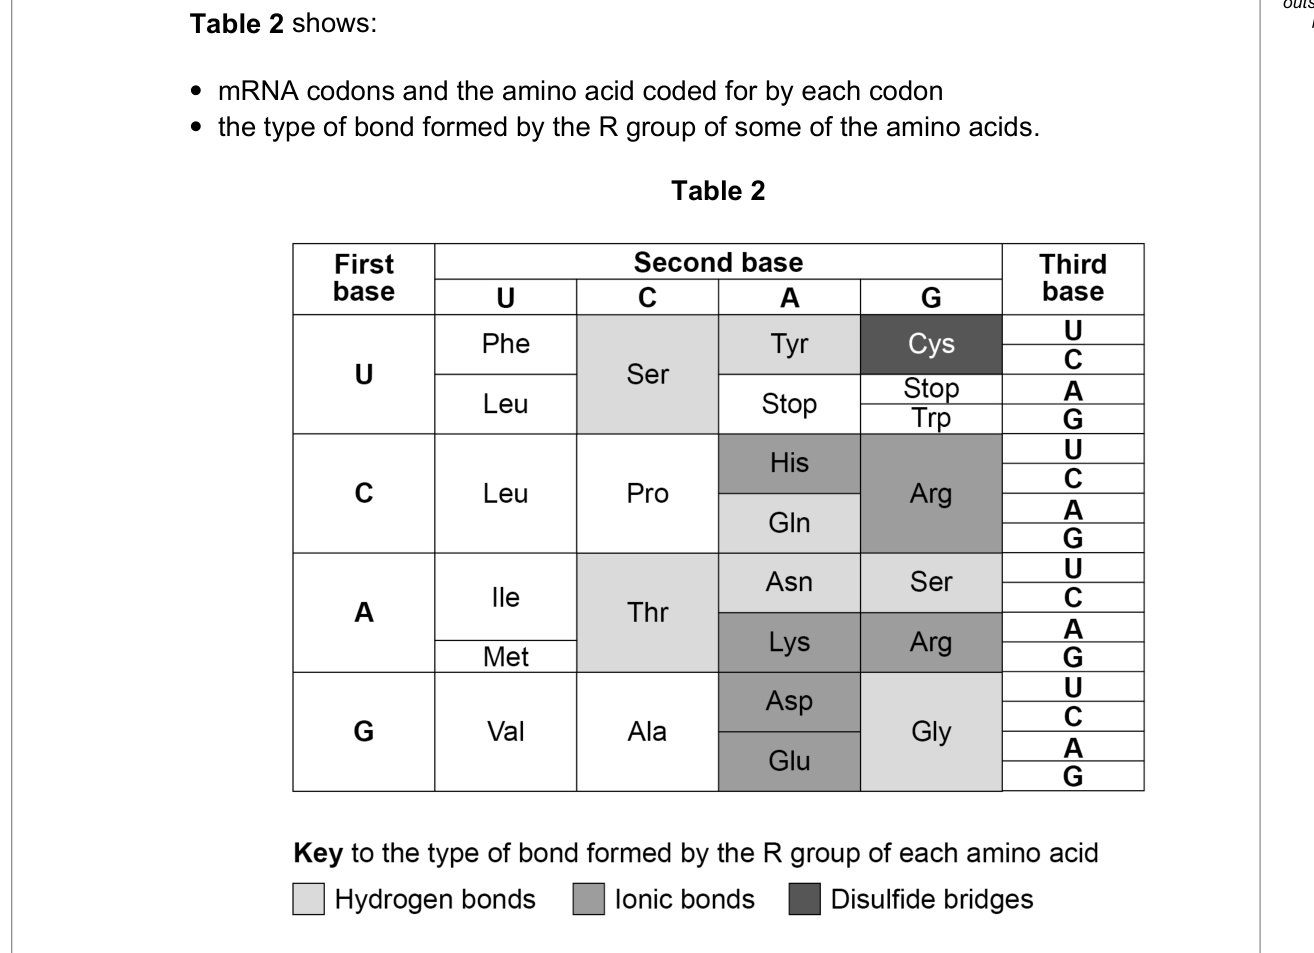 outs
Table 2 shows:
• mRNA codons and the amino acid coded for by each codon
• the type of bond formed by the R group of some of the amino acids.
Table 2
First base Second base Third base
U C A G
U Phe Ser Tyr Cys U
C
Leu Stop Stop A
Trp G
C Leu Pro His Arg U
C
Gln A
G
A Ile Thr Asn Ser U
C
Lys Arg A
Met G
G Val Ala Asp Gly U
C
Glu A
G
Key to the type of bond formed by the R group of each amino acid
Hydrogen bonds Ionic bonds Disulfide bridges